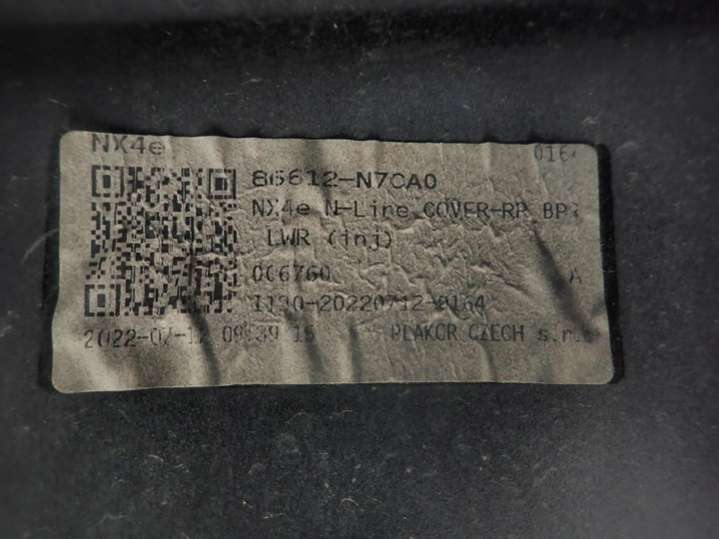 NX4e 0164
86612-N7CA0
NX4e N-Line COVER-RR BPR
LWR (inj)
006760 A
1130-20220712-0164
2022-07-12 09:39 15 PLAKOR CZECH s.r.o